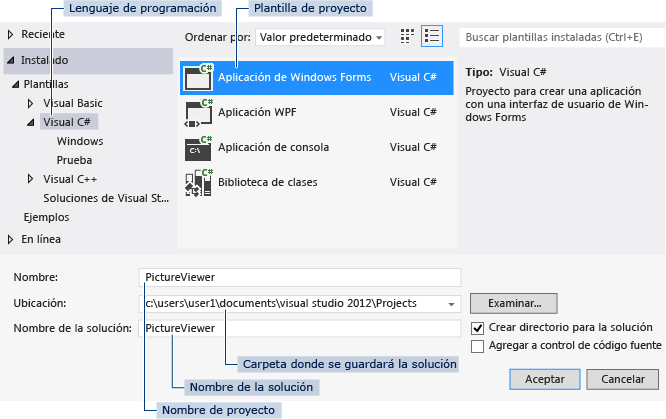 Lenguaje de programación
Plantilla de proyecto
Reciente
Ordenar por: Valor predeterminado
Buscar plantillas instaladas (Ctrl+E)
Instalado
Plantillas
Visual Basic
Visual C#
Windows
Prueba
Visual C++
Soluciones de Visual St...
Ejemplos
En línea
C# Aplicación de Windows Forms Visual C#
C# Aplicación WPF Visual C#
C# C:\ Aplicación de consola Visual C#
C# Biblioteca de clases Visual C#
Tipo: Visual C#
Proyecto para crear una aplicación
con una interfaz de usuario de Win-
dows Forms
Nombre: PictureViewer
Ubicación: c:\users\user1\documents\visual studio 2012\Projects Examinar...
Nombre de la solución: PictureViewer
Crear directorio para la solución
Agregar a control de código fuente
Carpeta donde se guardará la solución
Aceptar Cancelar
Nombre de la solución
Nombre de proyecto